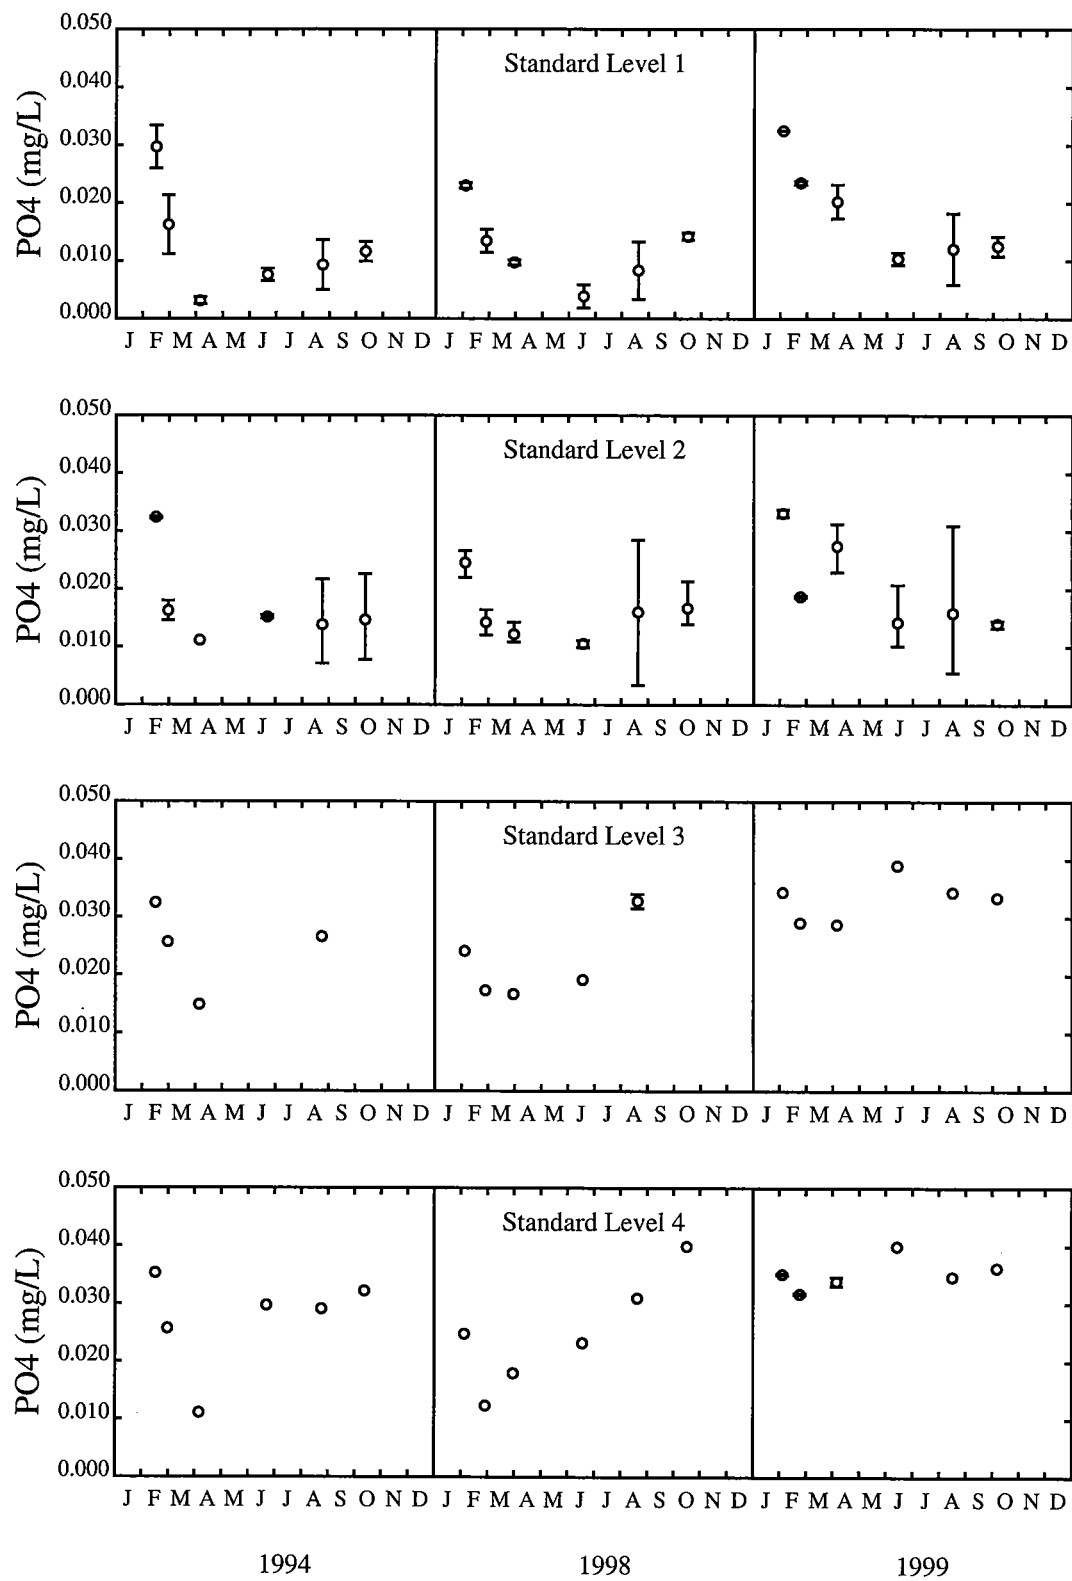 0.050
Standard Level 1
0.040
0.030
0.020
0.010
0.000
PO4 (mg/L)
J F M A M J J A S O N D J F M A M J J A S O N D J F M A M J J A S O N D
0.050
Standard Level 2
0.040
0.030
0.020
0.010
0.000
PO4 (mg/L)
J F M A M J J A S O N D J F M A M J J A S O N D J F M A M J J A S O N D
0.050
Standard Level 3
0.040
0.030
0.020
0.010
0.000
PO4 (mg/L)
J F M A M J J A S O N D J F M A M J J A S O N D J F M A M J J A S O N D
0.050
Standard Level 4
0.040
0.030
0.020
0.010
0.000
PO4 (mg/L)
J F M A M J J A S O N D J F M A M J J A S O N D J F M A M J J A S O N D
1994 1998 1999